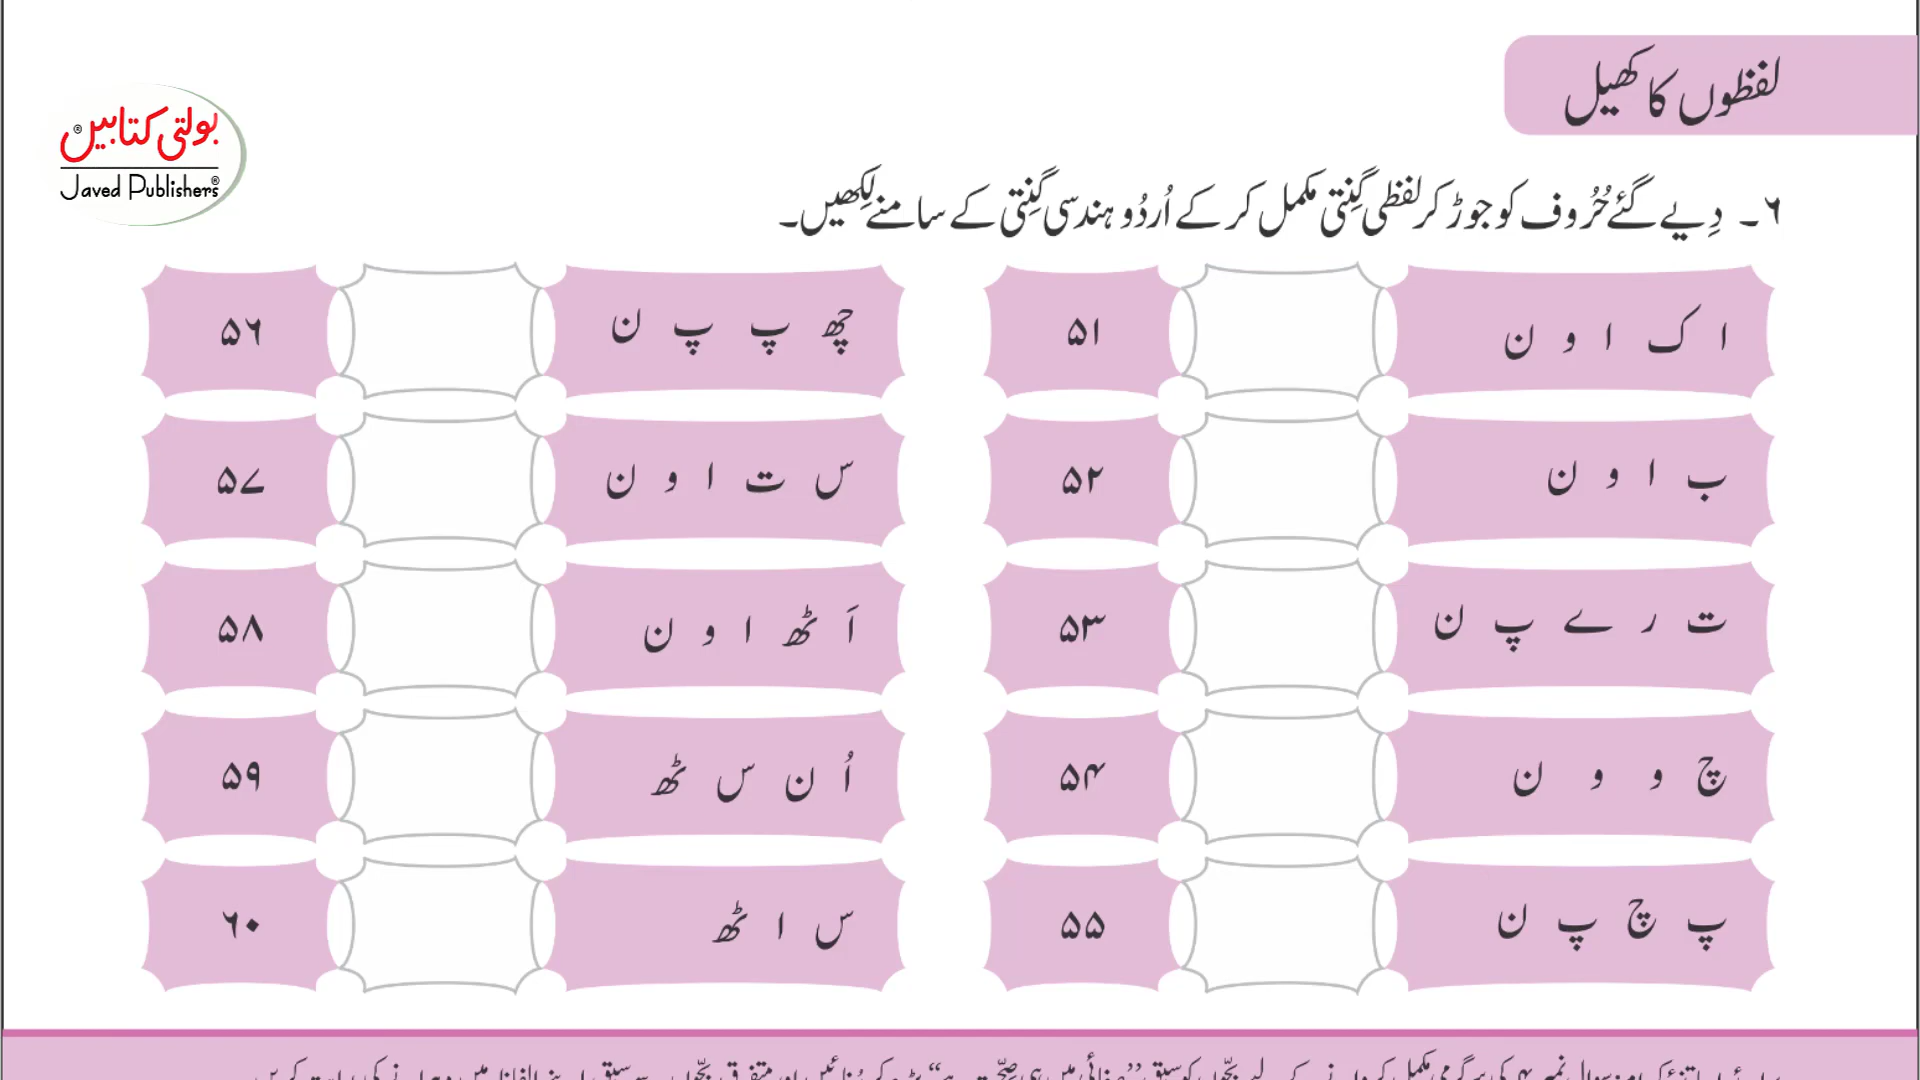 لفظوں کا کھیل
بولتی کتابیں®
Javed Publishers®
۶۔ دِیے گئے حُرُوف کو جوڑ کر لفظی گِنتی مکمل کر کے اُردُو ہندسی گِنتی کے سامنے لِکھیں۔
ا ک ا و ن ۵۱
ب ا و ن ۵۲
ت ر ے پ ن ۵۳
چ و و ن ۵۴
پ چ پ ن ۵۵
چھ پ پ ن ۵۶
س ت ا و ن ۵۷
اَ ٹھ ا و ن ۵۸
اُ ن س ٹھ ۵۹
س ا ٹھ ۶۰